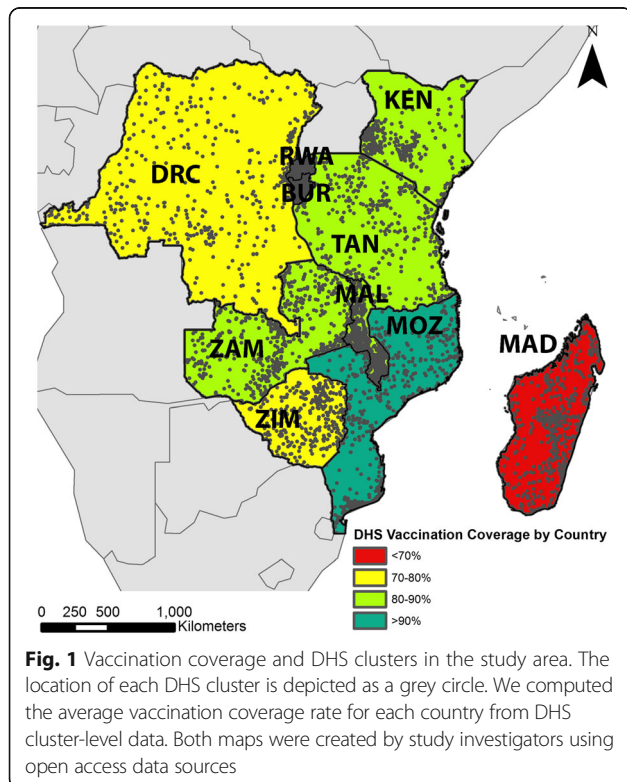 N
KEN
RWA
DRC
BUR
TAN
MAL
MOZ
MAD
ZAM
ZIM
DHS Vaccination Coverage by Country
<70%
70-80%
80-90%
>90%
0 250 500 1,000
Kilometers
Fig. 1 Vaccination coverage and DHS clusters in the study area. The
location of each DHS cluster is depicted as a grey circle. We computed
the average vaccination coverage rate for each country from DHS
cluster-level data. Both maps were created by study investigators using
open access data sources